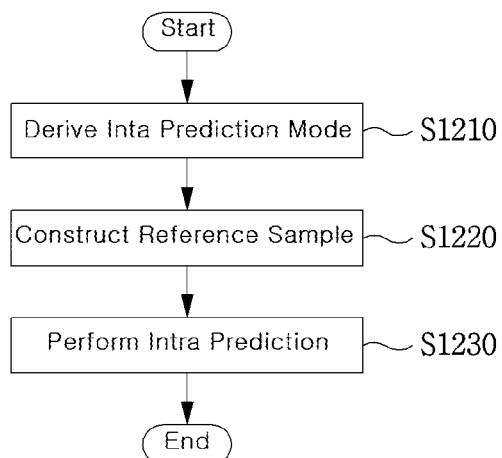 Start
Derive Inta Prediction Mode
S1210
Construct Reference Sample
S1220
Perform Intra Prediction
S1230
End